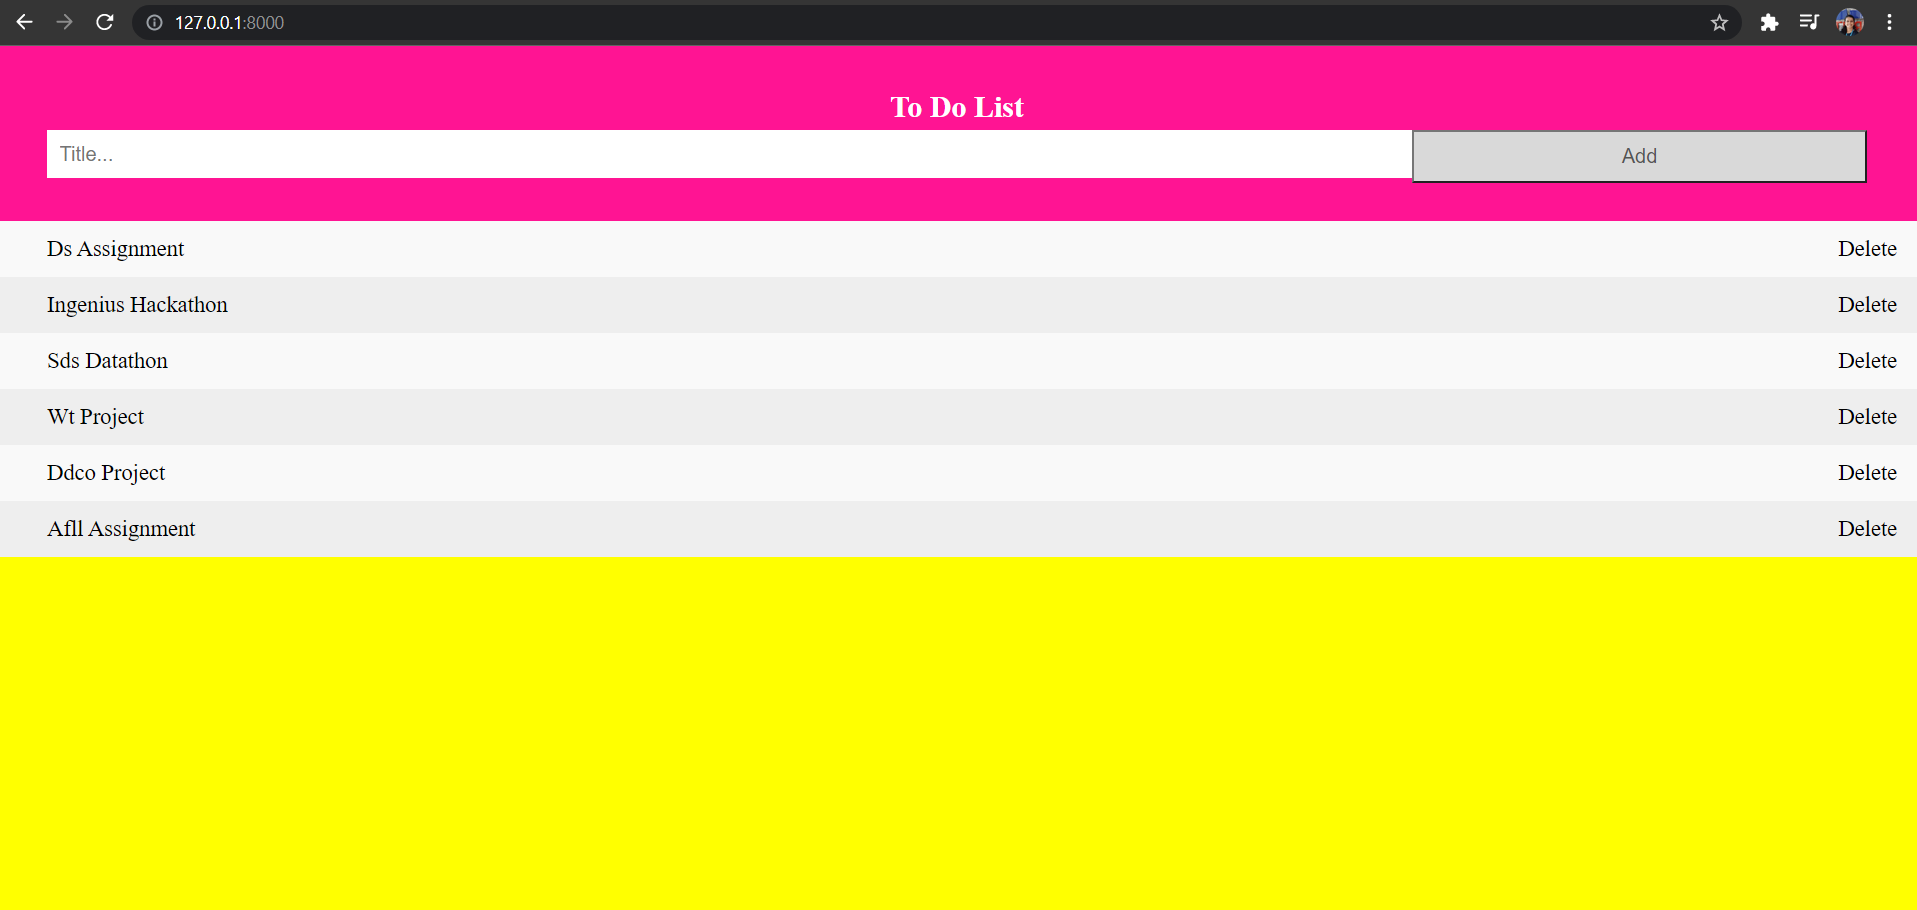 127.0.0.1:8000
To Do List
Title...
Add
Ds Assignment Delete
Ingenius Hackathon Delete
Sds Datathon Delete
Wt Project Delete
Ddco Project Delete
Afll Assignment Delete